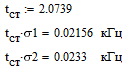 t_ст := 2.0739
t_ст·σ1 = 0.02156 кГц
t_ст·σ2 = 0.0233 кГц